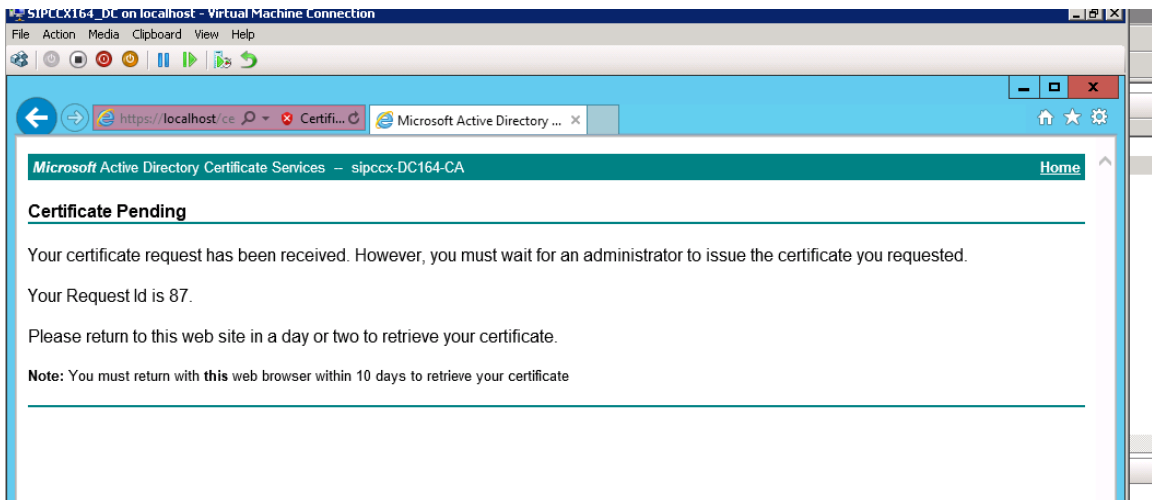 SIPCCX164_DC on localhost - Virtual Machine Connection
File Action Media Clipboard View Help
https://localhost/ce Certifi... Microsoft Active Directory ...
Microsoft Active Directory Certificate Services -- sipccx-DC164-CA Home
Certificate Pending
Your certificate request has been received. However, you must wait for an administrator to issue the certificate you requested.
Your Request Id is 87.
Please return to this web site in a day or two to retrieve your certificate.
Note: You must return with this web browser within 10 days to retrieve your certificate